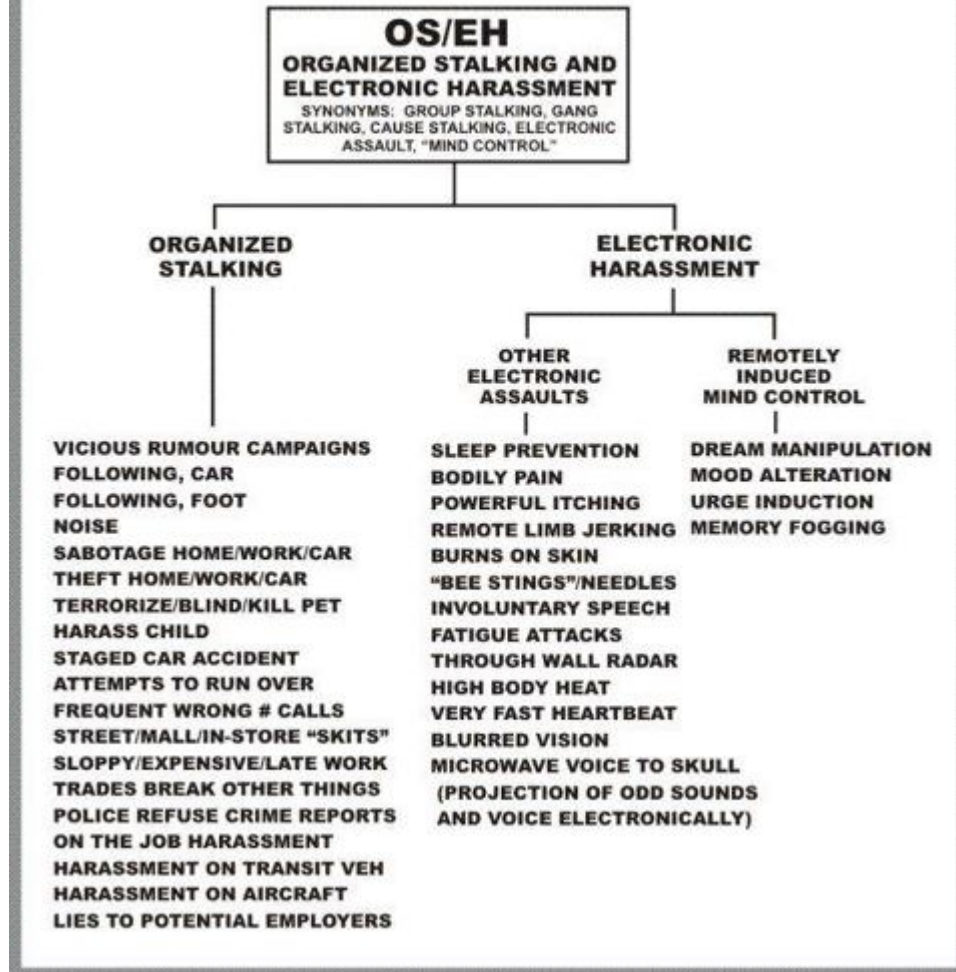 OS/EH
ORGANIZED STALKING AND
ELECTRONIC HARASSMENT
SYNONYMS: GROUP STALKING, GANG
STALKING, CAUSE STALKING, ELECTRONIC
ASSAULT, “MIND CONTROL”
ORGANIZED
STALKING
VICIOUS RUMOUR CAMPAIGNS
FOLLOWING, CAR
FOLLOWING, FOOT
NOISE
SABOTAGE HOME/WORK/CAR
THEFT HOME/WORK/CAR
TERRORIZE/BLIND/KILL PET
HARASS CHILD
STAGED CAR ACCIDENT
ATTEMPTS TO RUN OVER
FREQUENT WRONG # CALLS
STREET/MALL/IN-STORE “SKITS”
SLOPPY/EXPENSIVE/LATE WORK
TRADES BREAK OTHER THINGS
POLICE REFUSE CRIME REPORTS
ON THE JOB HARASSMENT
HARASSMENT ON TRANSIT VEH
HARASSMENT ON AIRCRAFT
LIES TO POTENTIAL EMPLOYERS
ELECTRONIC
HARASSMENT
OTHER
ELECTRONIC
ASSAULTS
SLEEP PREVENTION
BODILY PAIN
POWERFUL ITCHING
REMOTE LIMB JERKING
BURNS ON SKIN
“BEE STINGS”/NEEDLES
INVOLUNTARY SPEECH
FATIGUE ATTACKS
THROUGH WALL RADAR
HIGH BODY HEAT
VERY FAST HEARTBEAT
BLURRED VISION
MICROWAVE VOICE TO SKULL
(PROJECTION OF ODD SOUNDS
AND VOICE ELECTRONICALLY)
REMOTELY
INDUCED
MIND CONTROL
DREAM MANIPULATION
MOOD ALTERATION
URGE INDUCTION
MEMORY FOGGING